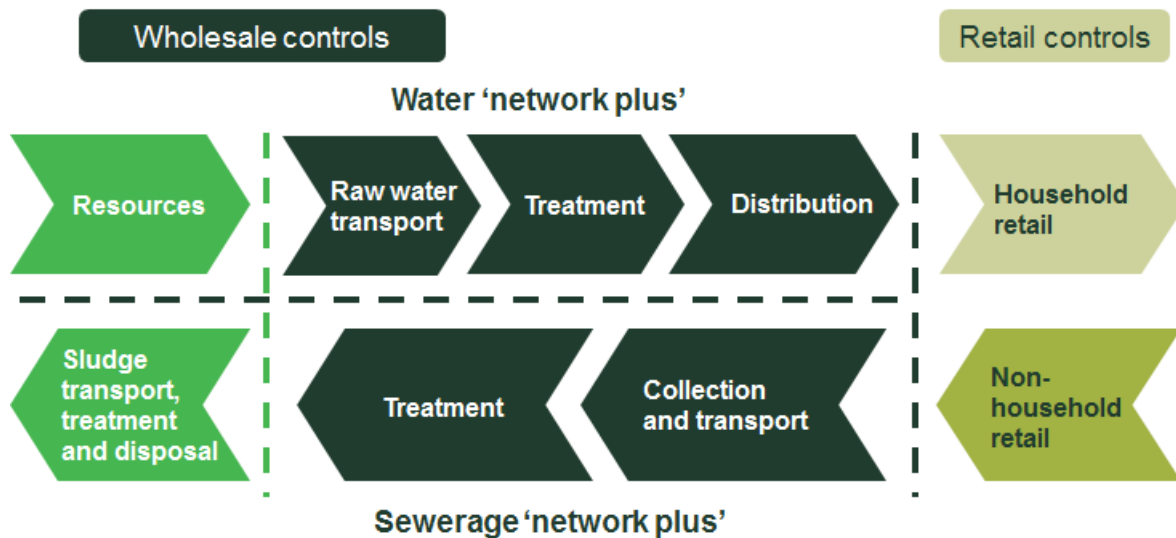 Wholesale controls
Retail controls
Water ‘network plus’
Resources
Raw water
transport
Treatment
Distribution
Household
retail
Sludge
transport,
treatment
and disposal
Treatment
Collection
and transport
Non-
household
retail
Sewerage ‘network plus’